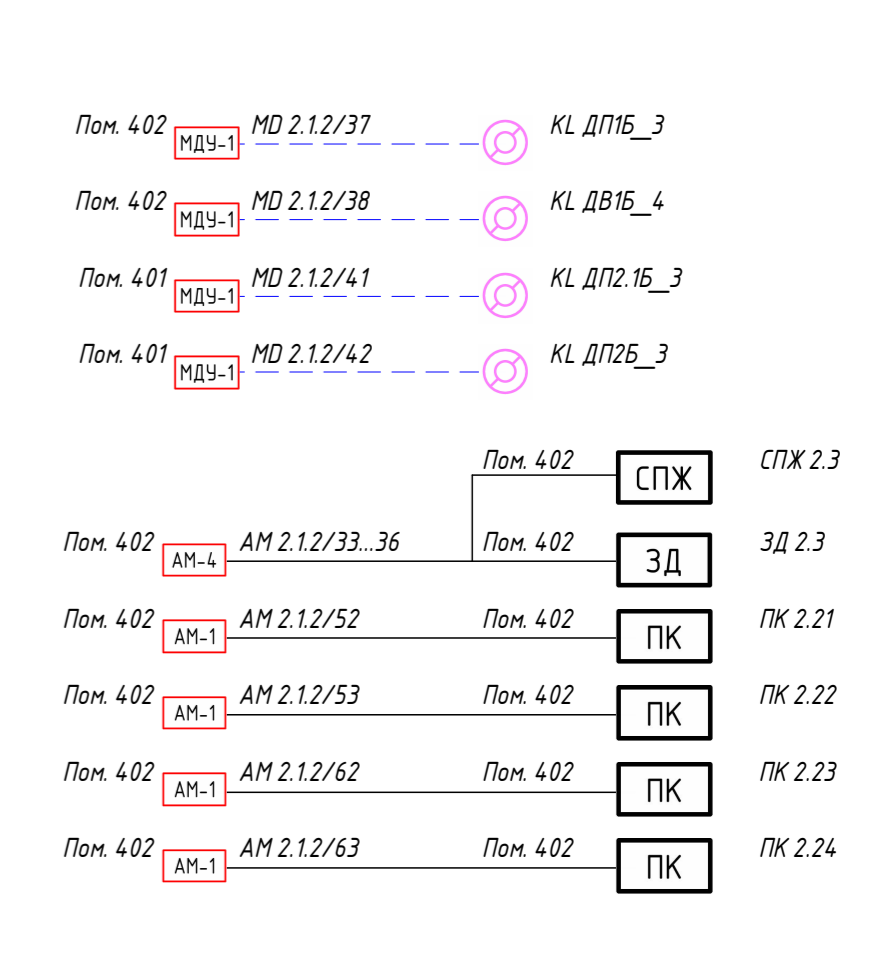 Пом. 402 МДУ-1 MD 2.1.2/37 KL ДП1Б__3
Пом. 402 МДУ-1 MD 2.1.2/38 KL ДВ1Б__4
Пом. 401 МДУ-1 MD 2.1.2/41 KL ДП2.1Б__3
Пом. 401 МДУ-1 MD 2.1.2/42 KL ДП2Б__3
Пом. 402 СПЖ СПЖ 2.3
Пом. 402 АМ-4 АМ 2.1.2/33...36 Пом. 402 ЗД ЗД 2.3
Пом. 402 АМ-1 АМ 2.1.2/52 Пом. 402 ПК ПК 2.21
Пом. 402 АМ-1 АМ 2.1.2/53 Пом. 402 ПК ПК 2.22
Пом. 402 АМ-1 АМ 2.1.2/62 Пом. 402 ПК ПК 2.23
Пом. 402 АМ-1 АМ 2.1.2/63 Пом. 402 ПК ПК 2.24